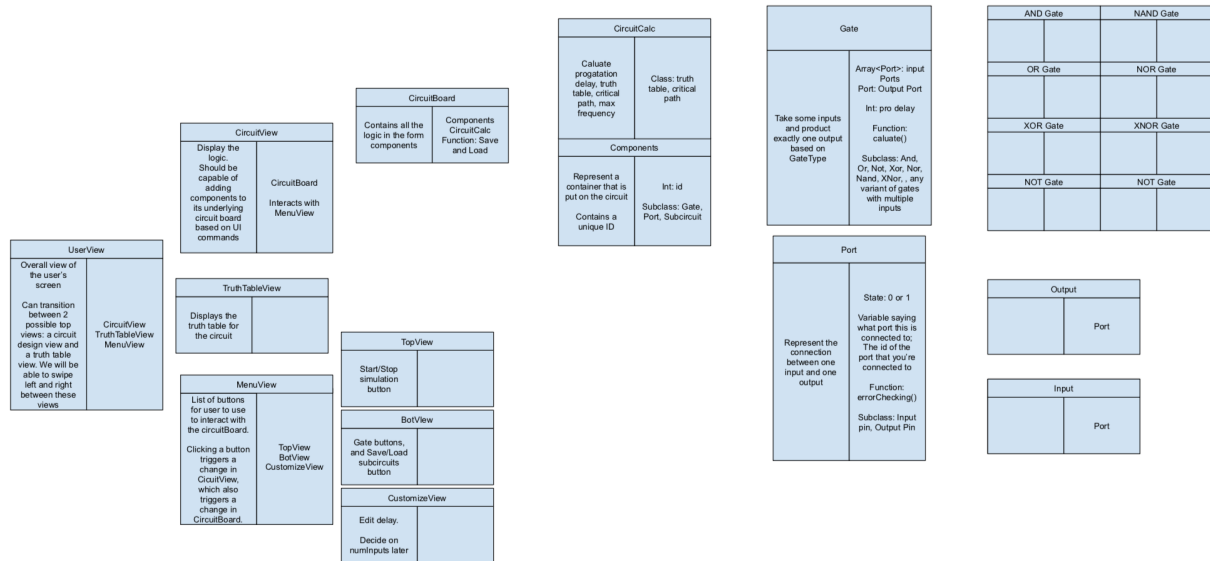 UserView
Overall view of
the user's
screen
Can transition
between 2
possible top
views: a circuit
design view and
a truth table
view. We will be
able to swipe
left and right
between these
views
CircuitView
TruthTableView
MenuView
CircuitView
Display the
logic.
Should be
capable of
adding
components to
its underlying
circuit board
based on UI
commands
CircuitBoard
Interacts with
MenuView
TruthTableView
Displays the
truth table for
the circuit
MenuView
List of buttons
for user to use
to interact with
the circuitBoard.
Clicking a button
triggers a
change in
CicuitView,
which also
triggers a
change in
CircuitBoard.
TopView
BotView
CustomizeView
CircuitBoard
Contains all the
logic in the form
components
Components
CircuitCalc
Function: Save
and Load
TopView
Start/Stop
simulation
button
BotVIew
Gate buttons,
and Save/Load
subcircuits
button
CustomizeView
Edit delay.
Decide on
numInputs later
CircuitCalc
Caluate
progatation
delay, truth
table, critical
path, max
frequency
Class: truth
table, critical
path
Components
Represent a
container that is
put on the circuit
Contains a
unique ID
Int: id
Subclass: Gate,
Port, Subcircuit
Gate
Take some inputs
and product
exactly one output
based on
GateType
Array<Port>: input
Ports
Port: Output Port
Int: pro delay
Function:
caluate()
Subclass: And,
Or, Not, Xor, Nor,
Nand, XNor, , any
variant of gates
with multiple
inputs
Port
Represent the
connection
between one
input and one
output
State: 0 or 1
Variable saying
what port this is
connected to;
The id of the
port that you're
connected to
Function:
errorChecking()
Subclass: Input
pin, Output Pin
AND Gate
NAND Gate
OR Gate
NOR Gate
XOR Gate
XNOR Gate
NOT Gate
NOT Gate
Output
Port
Input
Port